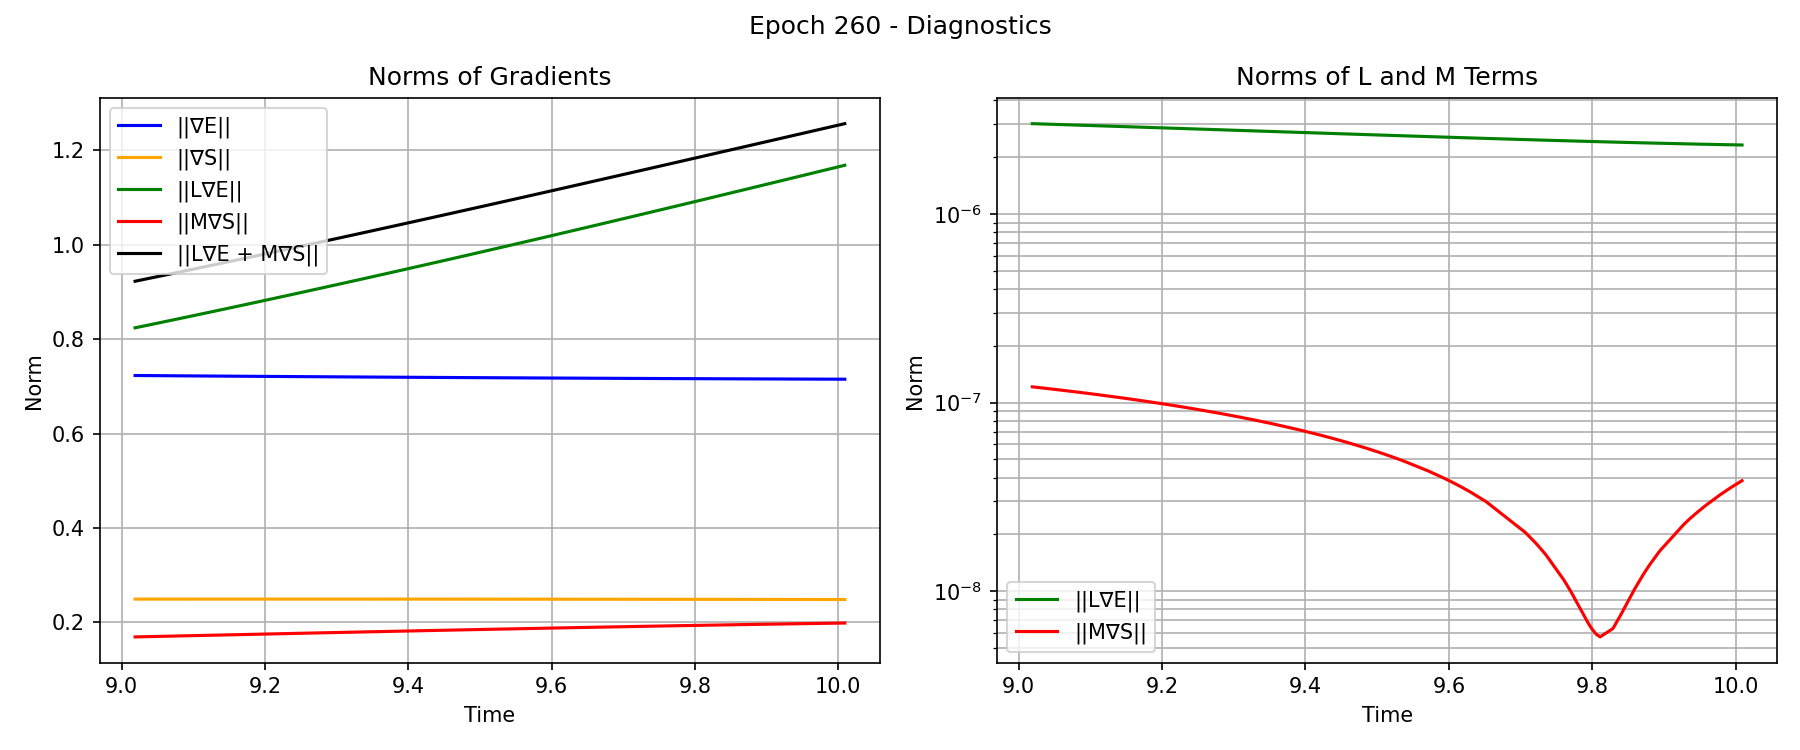 Epoch 260 - Diagnostics
Norms of Gradients
||∇E||
||∇S||
||L∇E||
||M∇S||
||L∇E + M∇S||
1.2
1.0
0.8
0.6
0.4
0.2
Norm
9.0 9.2 9.4 9.6 9.8 10.0
Time
Norms of L and M Terms
10⁻⁶
10⁻⁷
10⁻⁸
Norm
||L∇E||
||M∇S||
9.0 9.2 9.4 9.6 9.8 10.0
Time